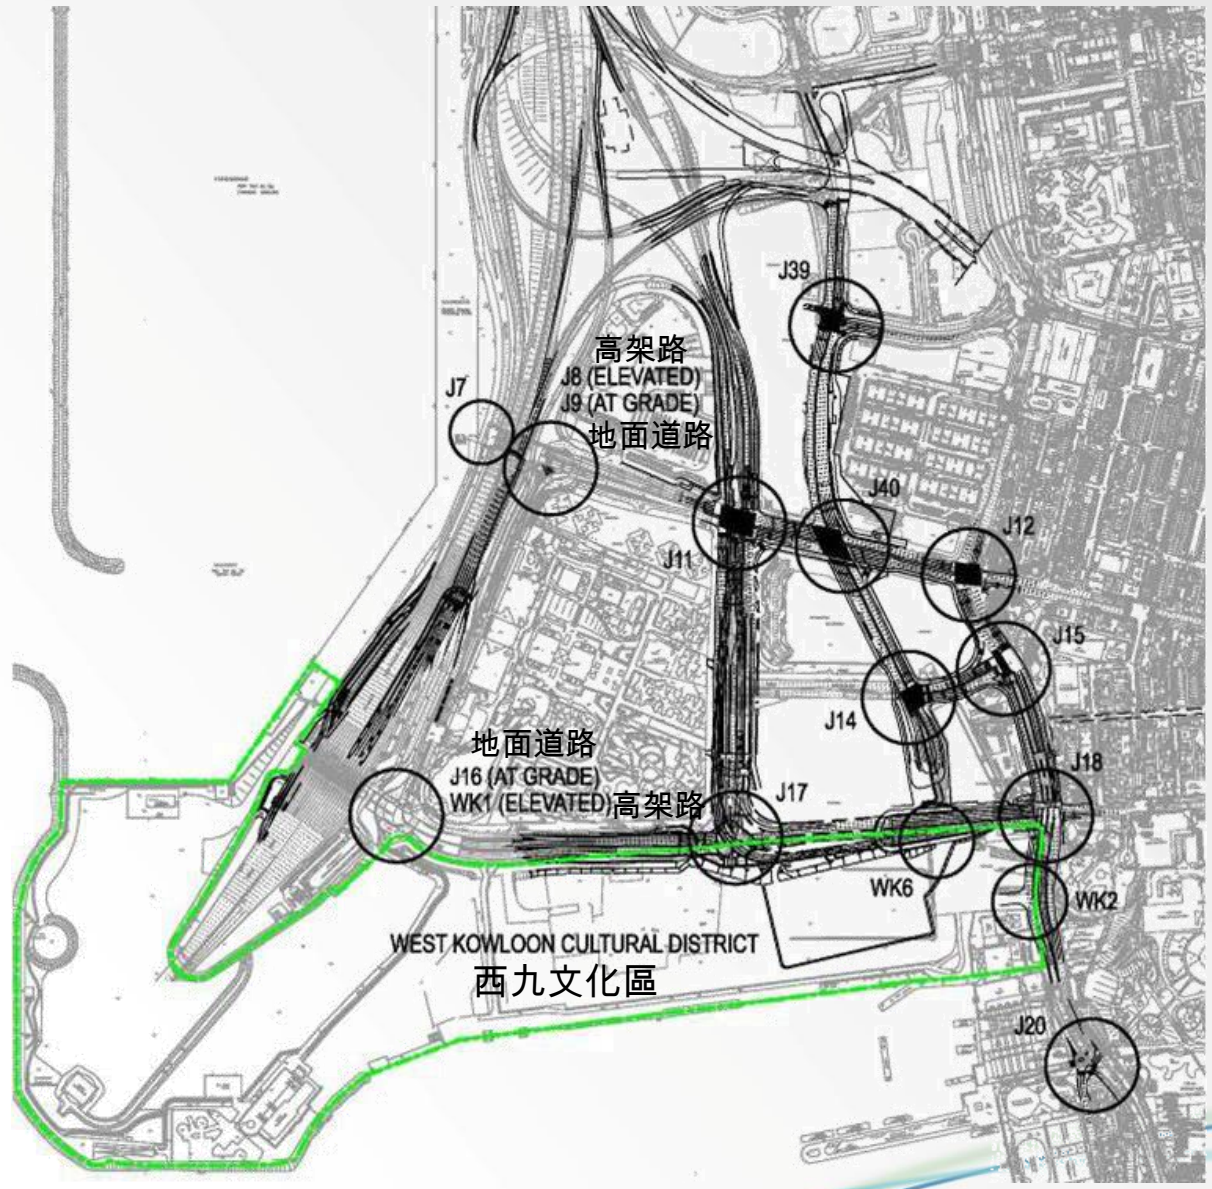 J39
高架路
J8 (ELEVATED)
J9 (AT GRADE)
地面道路
J7
J40
J12
J11
J15
J14
地面道路
J16 (AT GRADE)
WK1 (ELEVATED)
高架路
J17
J18
WK6
WK2
WEST KOWLOON CULTURAL DISTRICT
西九文化區
J20